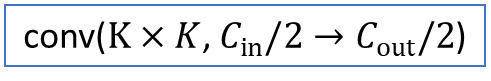 conv(K × K, C_in/2 → C_out/2)